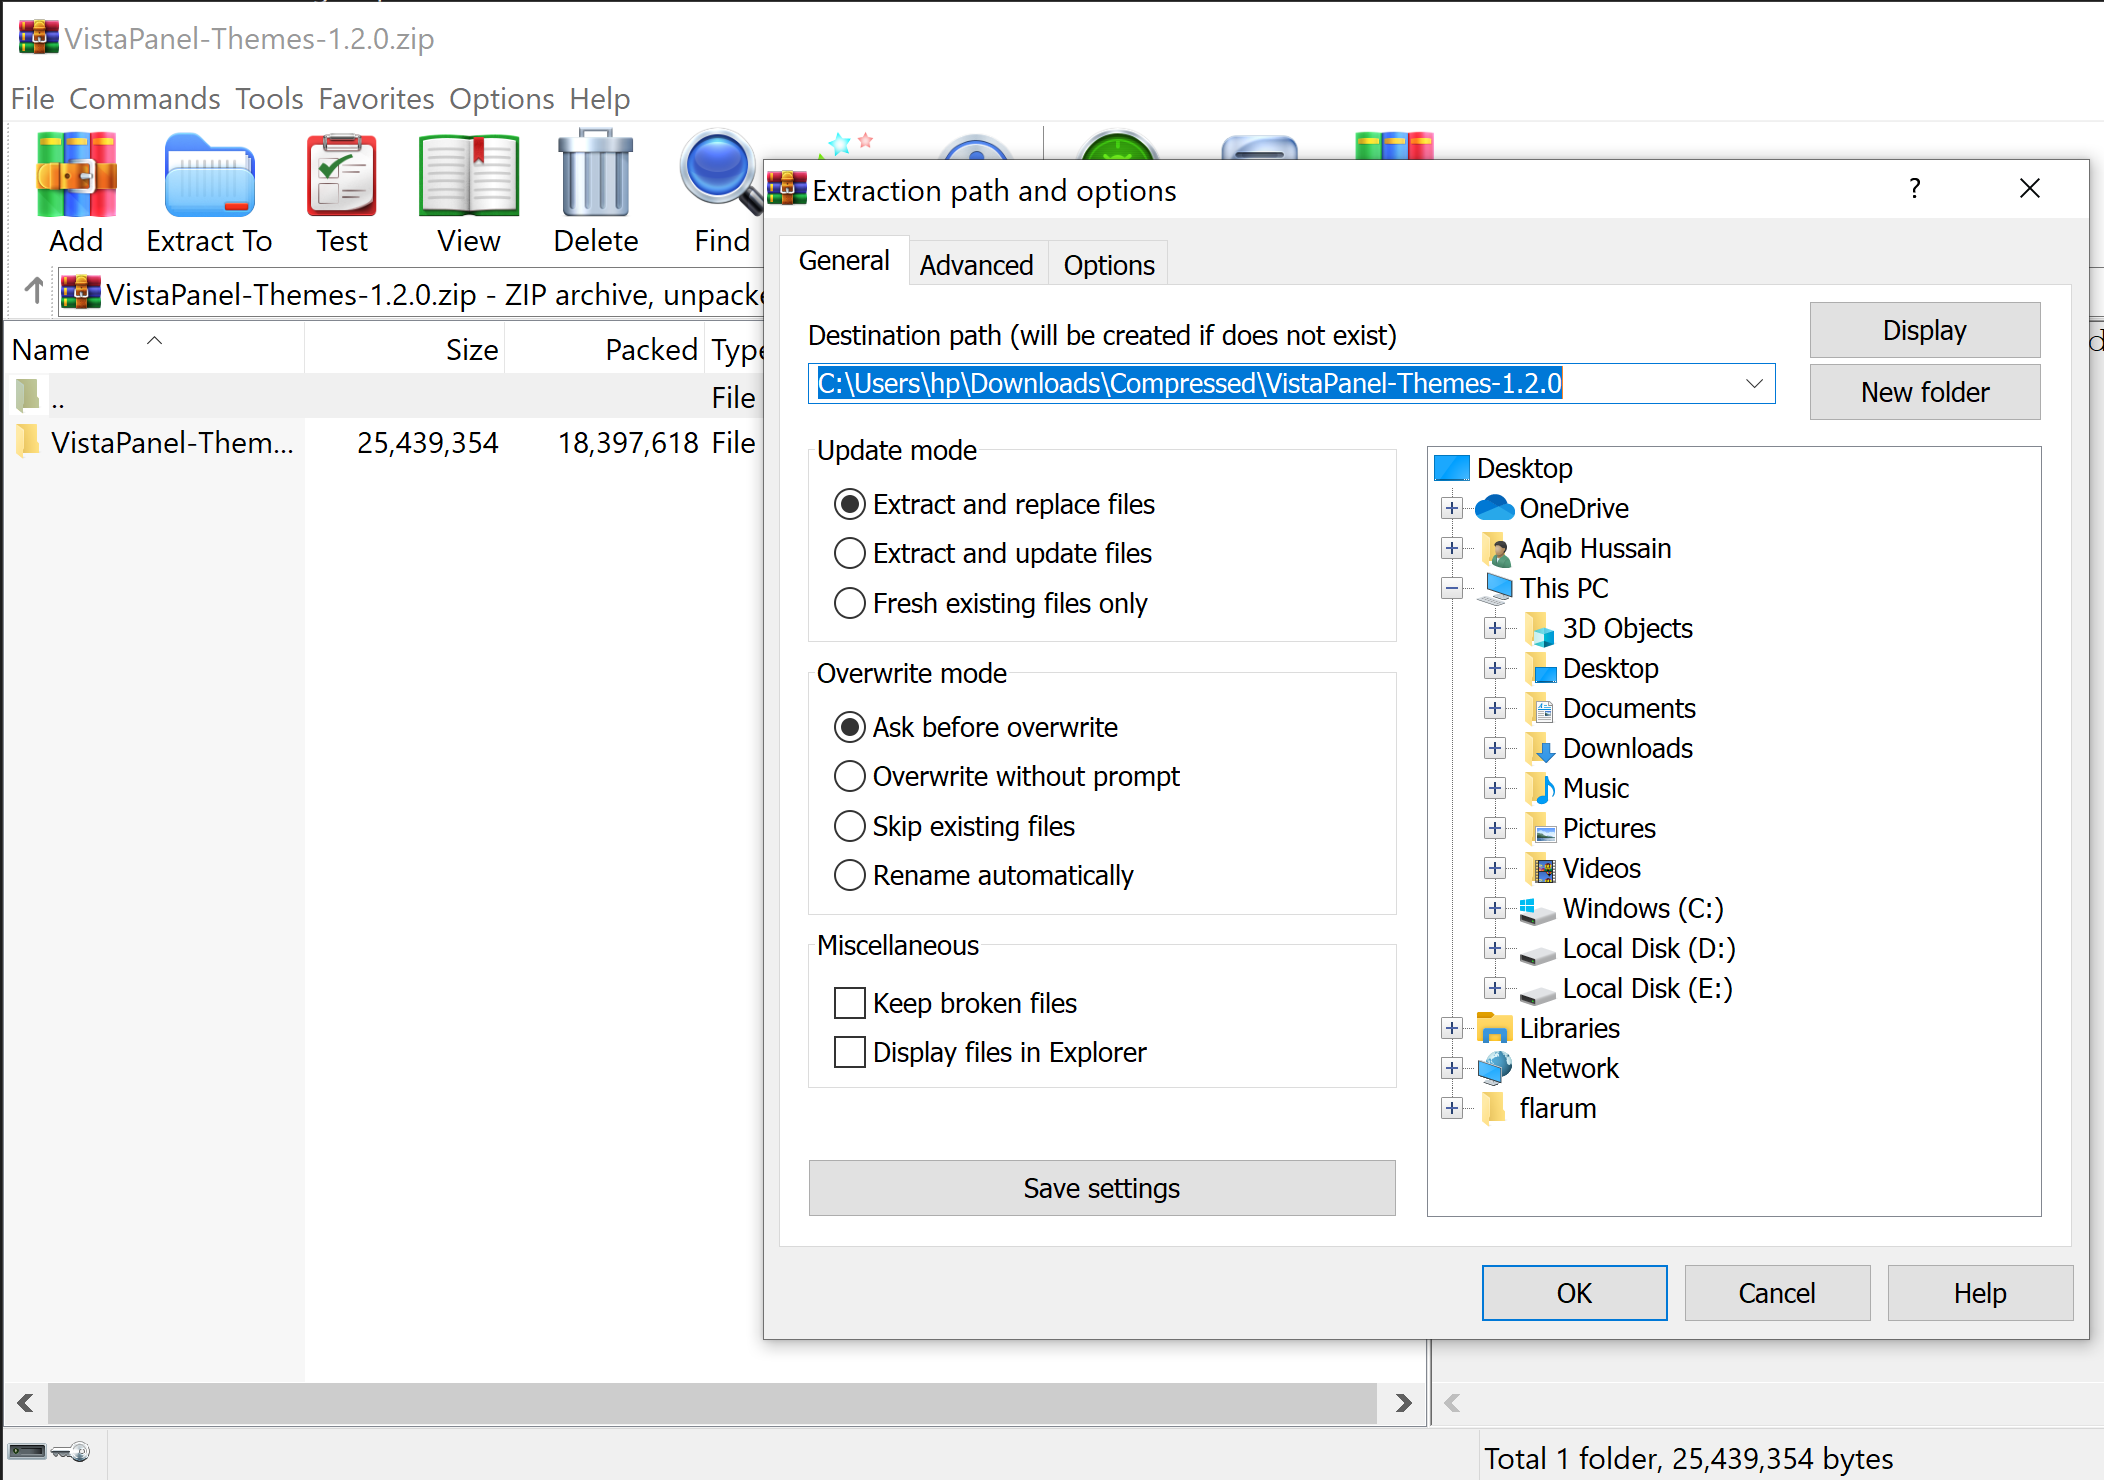 VistaPanel-Themes-1.2.0.zip
File Commands Tools Favorites Options Help
Add Extract To Test View Delete Find
VistaPanel-Themes-1.2.0.zip - ZIP archive, unpacke
Name Size Packed Type
.. File
VistaPanel-Them... 25,439,354 18,397,618 File
Extraction path and options
?
General Advanced Options
Destination path (will be created if does not exist)
C:\Users\hp\Downloads\Compressed\VistaPanel-Themes-1.2.0
Display
New folder
Update mode
Extract and replace files
Extract and update files
Fresh existing files only
Overwrite mode
Ask before overwrite
Overwrite without prompt
Skip existing files
Rename automatically
Miscellaneous
Keep broken files
Display files in Explorer
Save settings
Desktop
OneDrive
Aqib Hussain
This PC
3D Objects
Desktop
Documents
Downloads
Music
Pictures
Videos
Windows (C:)
Local Disk (D:)
Local Disk (E:)
Libraries
Network
flarum
OK Cancel Help
Total 1 folder, 25,439,354 bytes